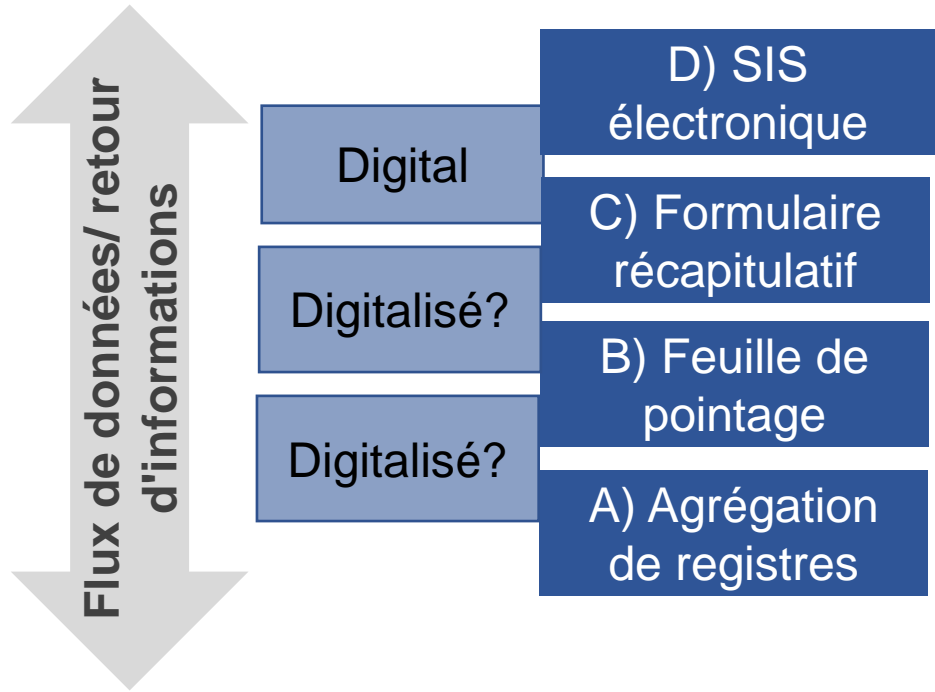 Flux de données/ retour
d'informations
D) SIS
électronique
Digital
C) Formulaire
récapitulatif
Digitalisé?
B) Feuille de
pointage
Digitalisé?
A) Agrégation
de registres